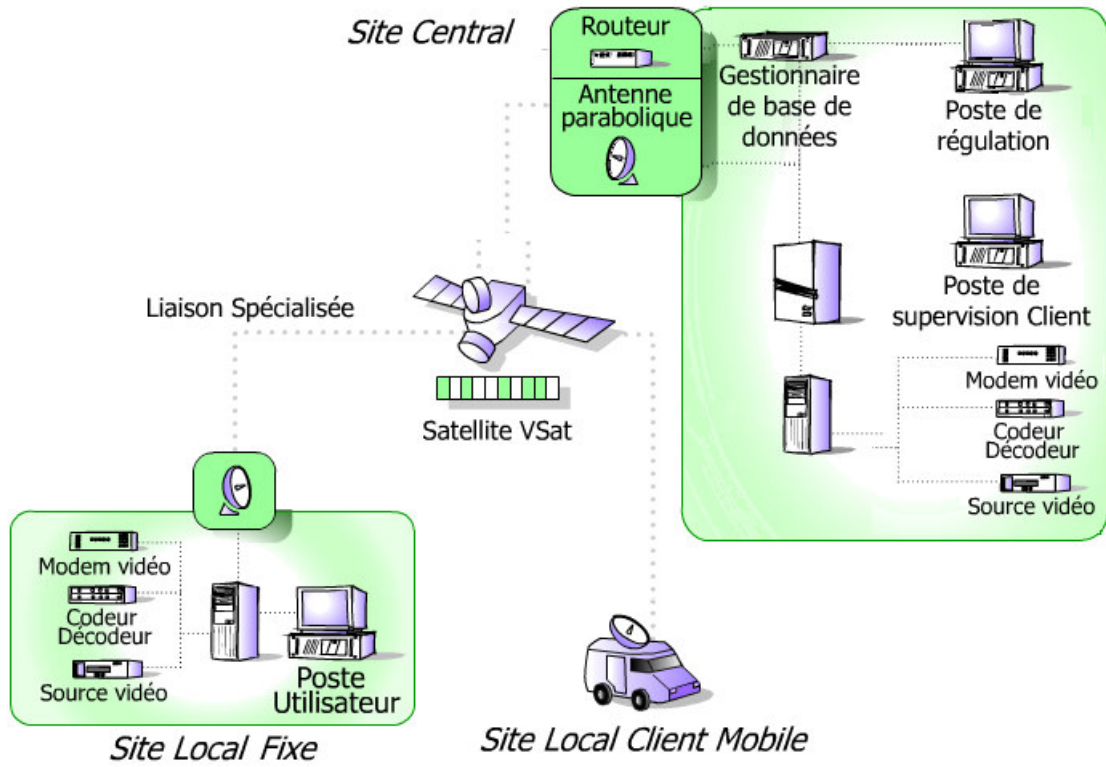 Site Central
Routeur
Antenne
parabolique
Gestionnaire
de base de
données
Poste de
régulation
Poste de
supervision Client
Modem vidéo
Codeur
Décodeur
Source vidéo
Liaison Spécialisée
Satellite VSat
Modem vidéo
Codeur
Décodeur
Source vidéo
Poste
Utilisateur
Site Local Fixe
Site Local Client Mobile